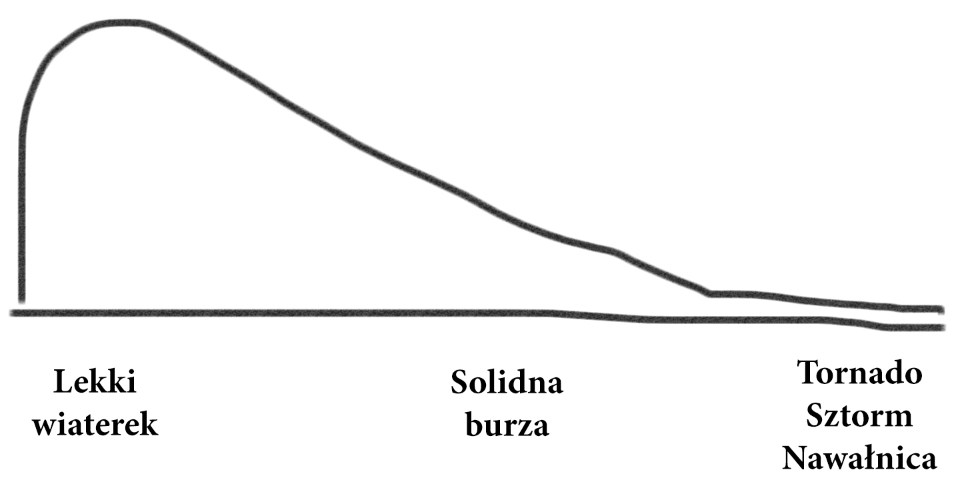 Lekki
wiaterek
Solidna
burza
Tornado
Sztorm
Nawałnica